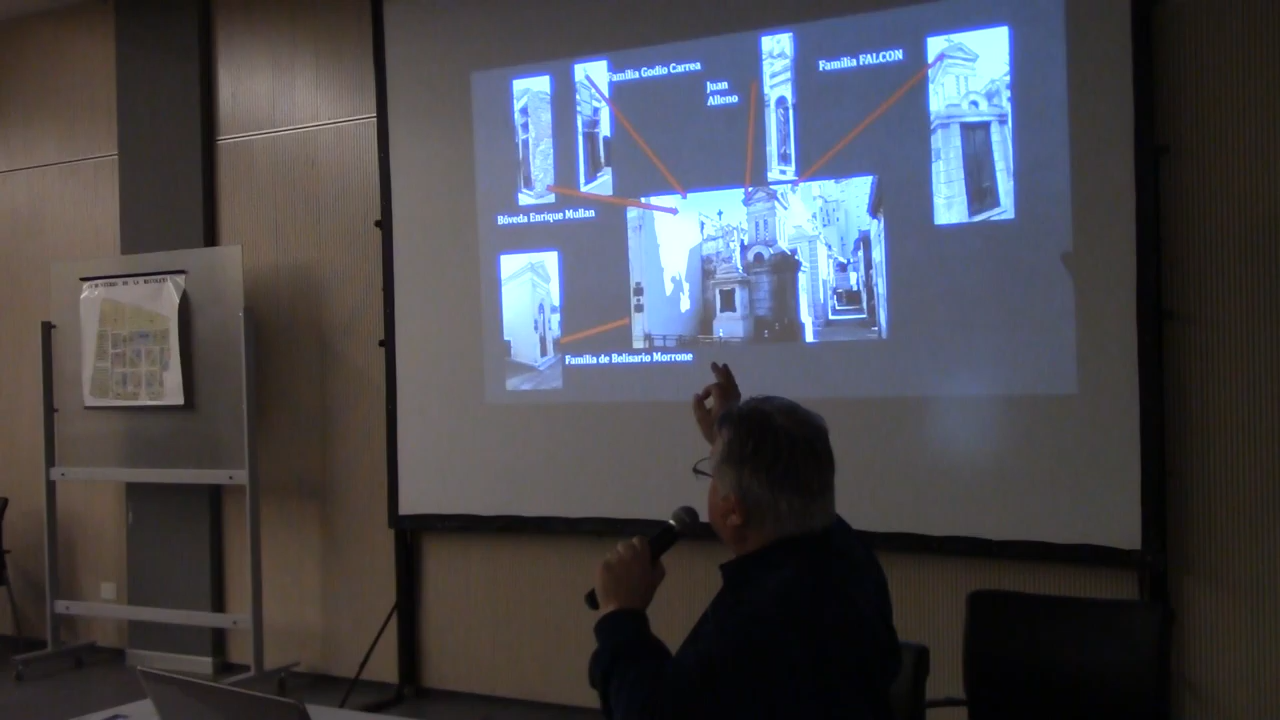 Familia Godio Carrea
Juan
Alleno
Familia FALCON
Bóveda Enrique Mullan
Familia de Belisario Morrone